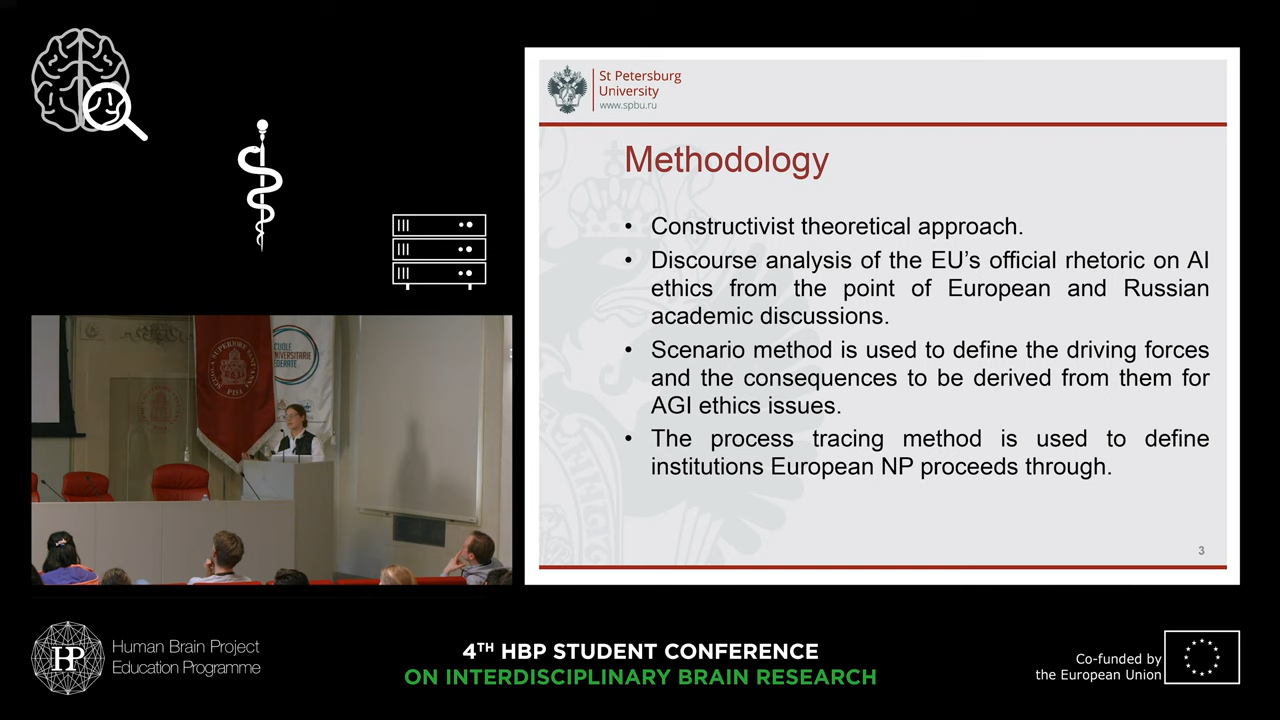 St Petersburg
University
www.spbu.ru
Methodology
• Constructivist theoretical approach.
• Discourse analysis of the EU’s official rhetoric on AI
ethics from the point of European and Russian
academic discussions.
• Scenario method is used to define the driving forces
and the consequences to be derived from them for
AGI ethics issues.
• The process tracing method is used to define
institutions European NP proceeds through.
3
PISA
HBP
Human Brain Project
Education Programme
4TH HBP STUDENT CONFERENCE
ON INTERDISCIPLINARY BRAIN RESEARCH
Co-funded by
the European Union